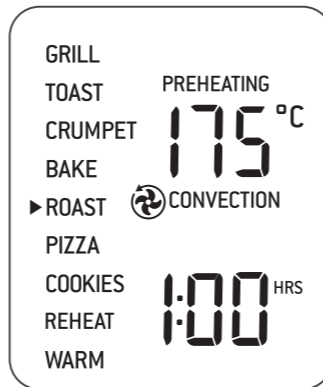 GRILL
TOAST
CRUMPET
BAKE
▶ROAST
PIZZA
COOKIES
REHEAT
WARM
PREHEATING
175°C
CONVECTION
1:00 HRS